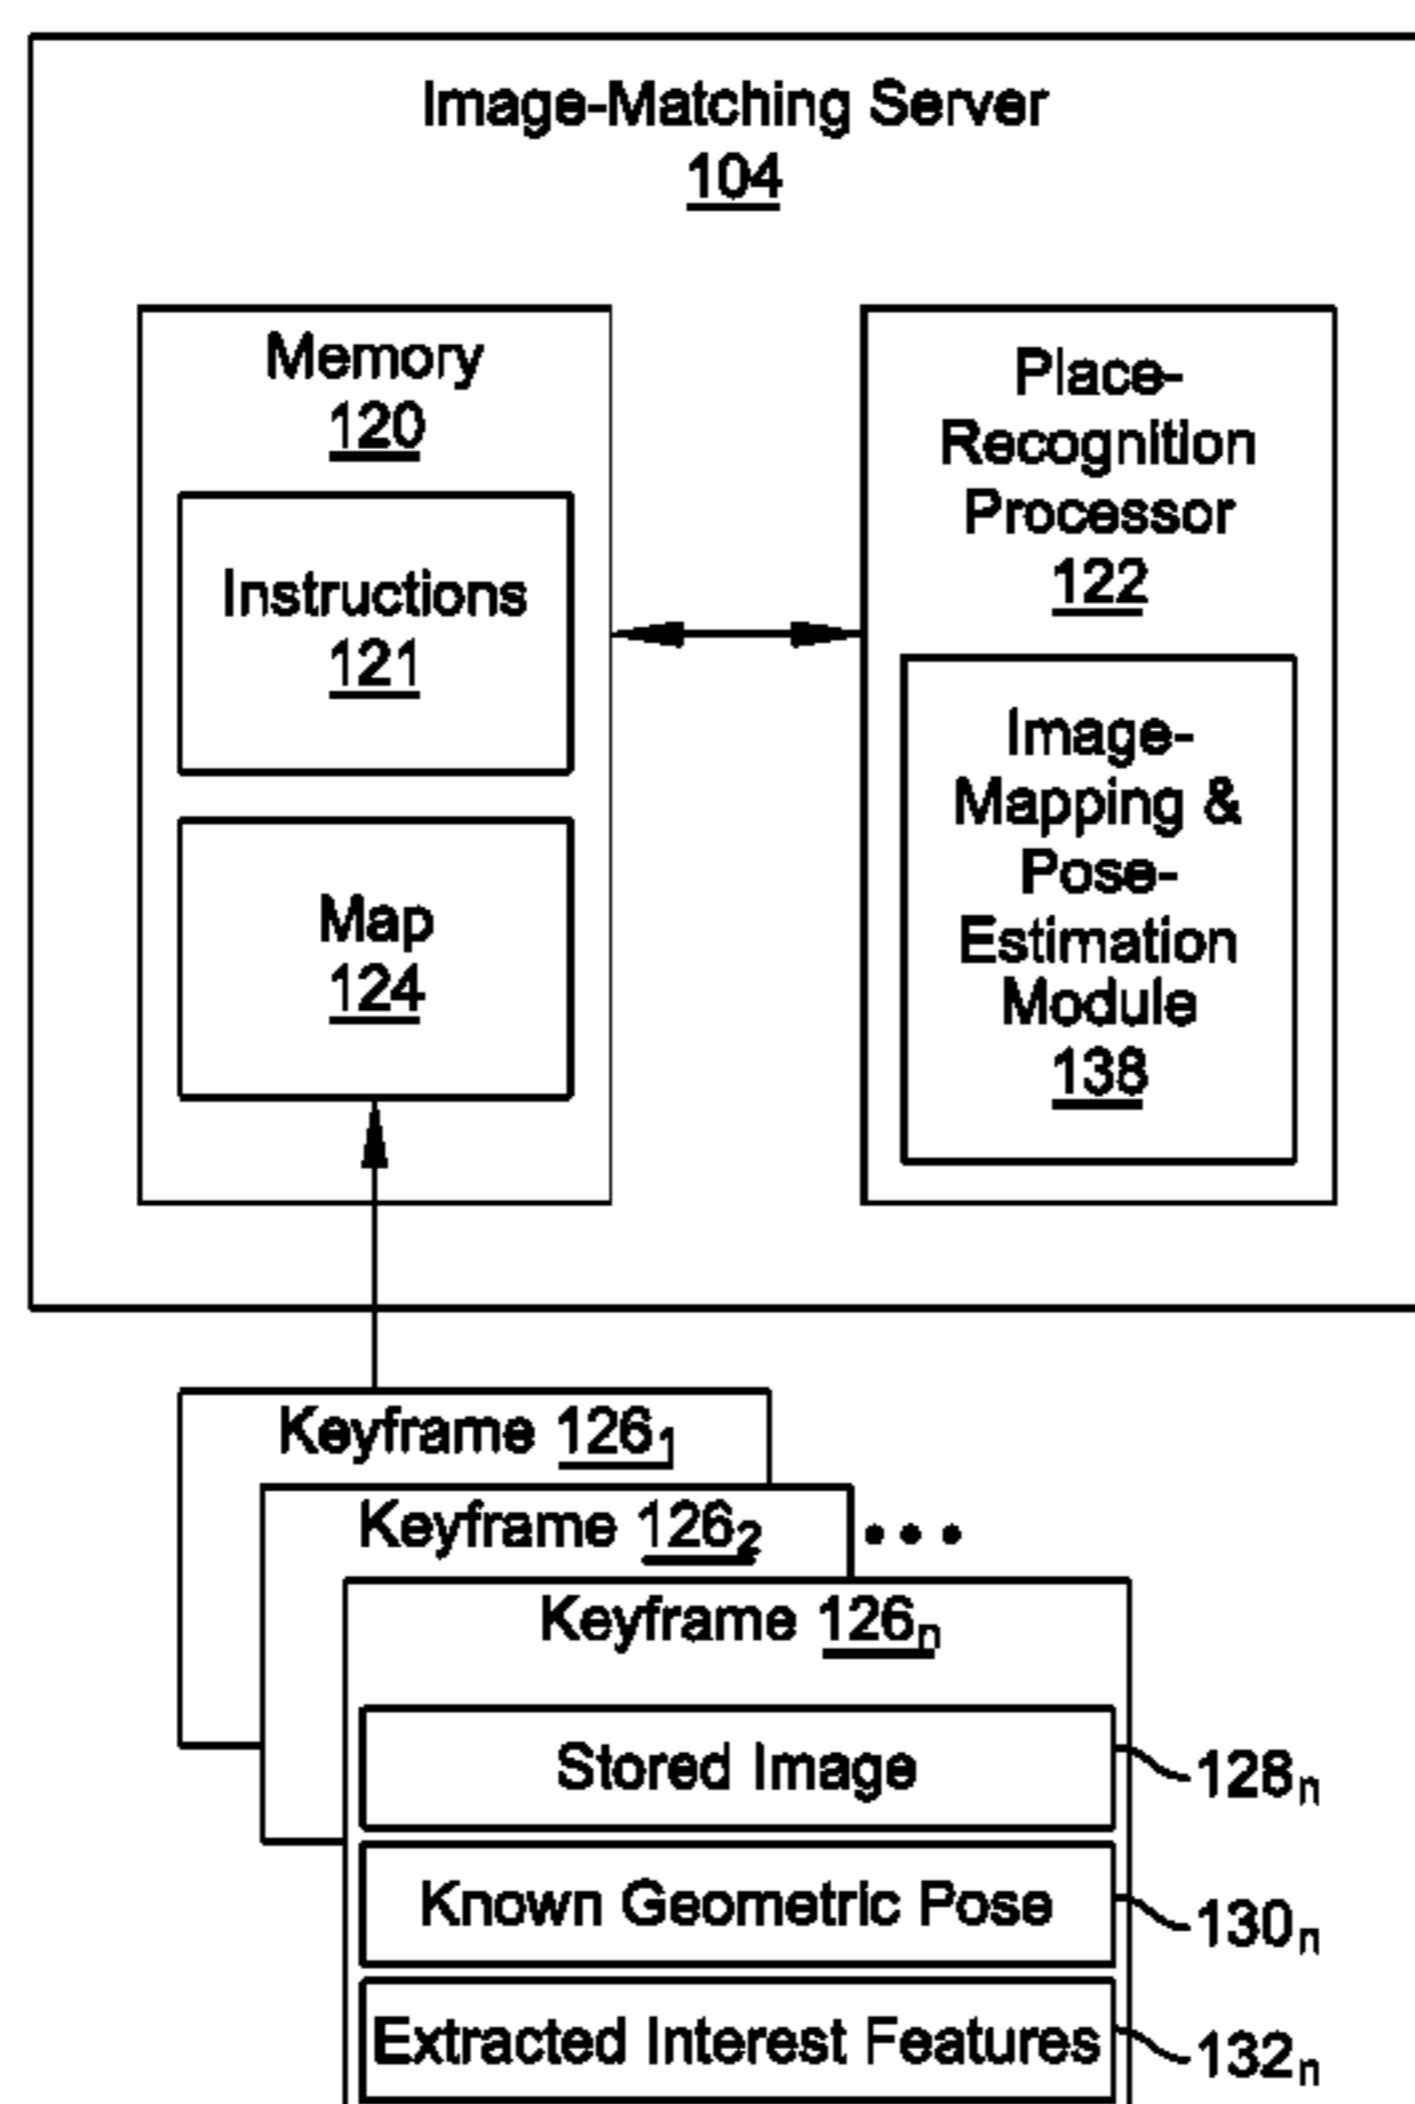 Image-Matching Server
104
Memory
120
Instructions
121
Map
124
Place-
Recognition
Processor
122
Image-
Mapping &
Pose-
Estimation
Module
138
Keyframe 126₁
Keyframe 126₂
Keyframe 126ₙ
Stored Image
128ₙ
Known Geometric Pose
130ₙ
Extracted Interest Features
132ₙ